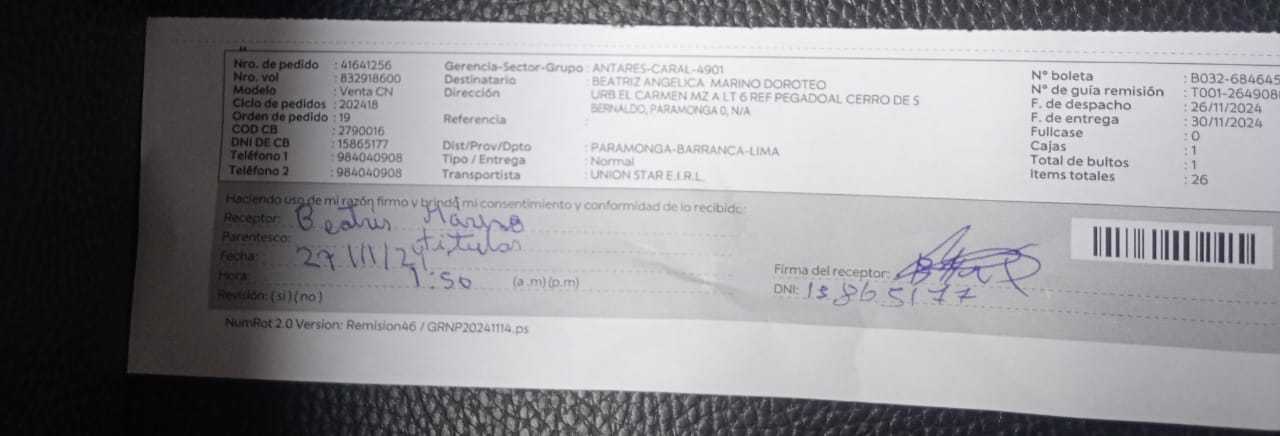 Nro. de pedido : 41641256
Nro. vol : 832918600
Modelo : Venta CN
Ciclo de pedidos : 202418
Orden de pedido : 19
COD CB : 2790016
DNI DE CB : 15865177
Teléfono 1 : 984040908
Teléfono 2 : 984040908
Gerencia-Sector-Grupo : ANTARES-CARAL-4901
Destinatario : BEATRIZ ANGELICA MARINO DOROTEO
Dirección URB EL CARMEN MZ A LT 6 REF PEGADOAL CERRO DE S
BERNALDO, PARAMONGA 0, N/A
Referencia :
Dist/Prov/Dpto : PARAMONGA-BARRANCA-LIMA
Tipo / Entrega : Normal
Transportista : UNION STAR E.I.R.L.
N° boleta : B032-684645
N° de guía remisión : T001-2649086
F. de despacho : 26/11/2024
F. de entrega : 30/11/2024
Fullcase : 0
Cajas : 1
Total de bultos : 1
Items totales : 26
Haciendo uso de mi razón firmo y brindo mi consentimiento y conformidad de lo recibido:
Receptor: Beatris Marino
Parentesco: titular
Fecha: 27/11/24
Hora: 1:50 (a.m)(p.m)
Revisión: (si)(no)
Firma del receptor:
DNI: 15865177
NumRot 2.0 Version: Remision46 / GRNP20241114.ps